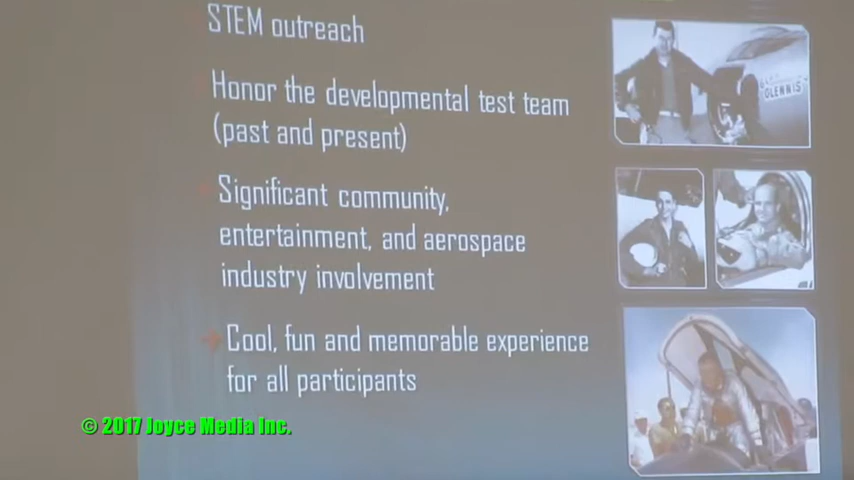 STEM outreach
Honor the developmental test team
(past and present)
Significant community,
entertainment, and aerospace
industry involvement
Cool, fun and memorable experience
for all participants
GLENNIS
© 2017 Joyce Media Inc.